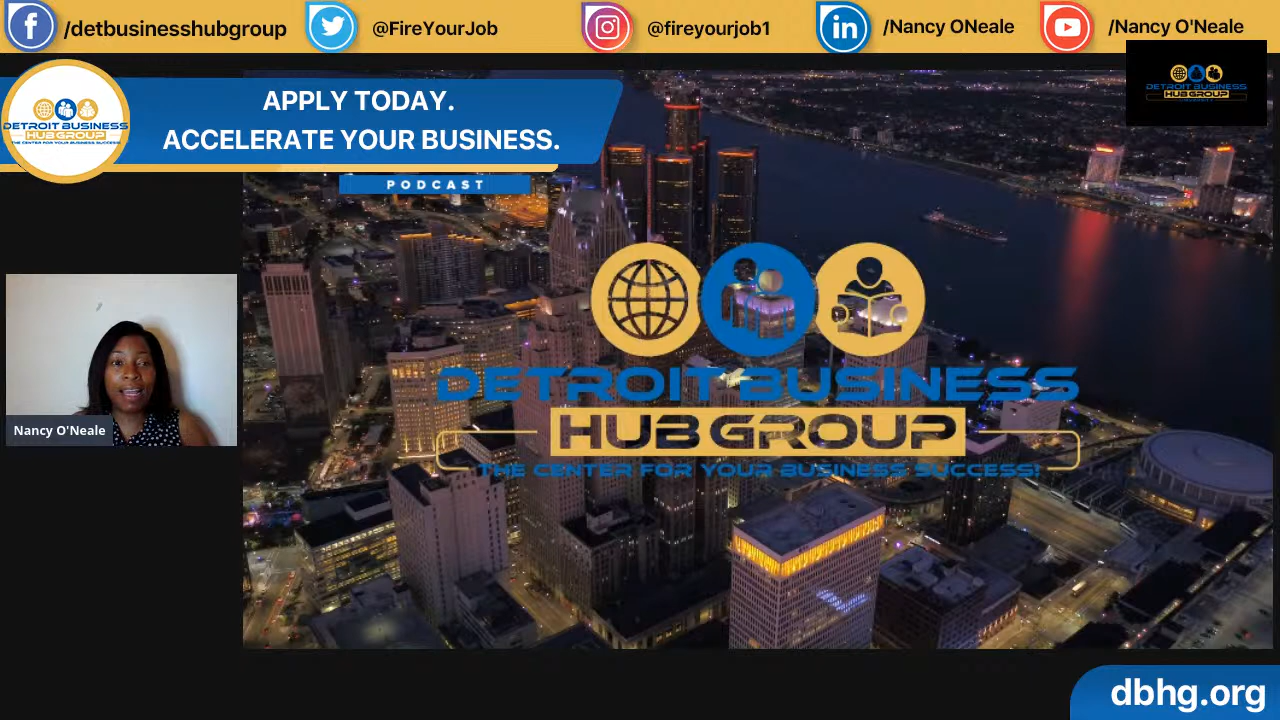 /detbusinesshubgroup
@FireYourJob
@fireyourjob1
/Nancy ONeale
/Nancy O'Neale
DETROIT BUSINESS
HUB GROUP
APPLY TODAY.
ACCELERATE YOUR BUSINESS.
DETROIT BUSINESS
HUB GROUP
THE CENTER FOR YOUR BUSINESS SUCCESS!
PODCAST
DETROIT BUSINESS
HUB GROUP
THE CENTER FOR YOUR BUSINESS SUCCESS!
Nancy O'Neale
dbhg.org